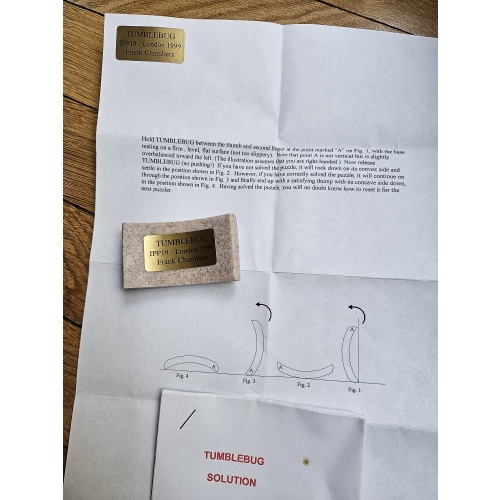 TUMBLEBUG
IPP19 - London 1999
Frank Chambers
Hold TUMBLEBUG between the thumb and second finger at the point marked "A" on Fig. 1, with the base
resting on a firm, level, flat surface (not too slippery). Note that point A is not vertical but is slightly
overbalanced toward the left. (The illustration assumes that you are right-handed.) Now release
TUMBLEBUG (no pushing!) If you have not solved the puzzle, it will rock down on its convex side and
settle in the position shown in Fig. 2. However, if you have correctly solved the puzzle, it will continue on
through the position shown in Fig. 3 and finally end up with a satisfying thump with its concave side down,
in the position shown in Fig. 4. Having solved the puzzle, you will no doubt know how to reset it for the
next puzzler.
TUMBLEBUG
IPP19 - London 1999
Frank Chambers
A
A
A
A
Fig. 4
Fig. 3
Fig. 2
Fig. 1
TUMBLEBUG
SOLUTION